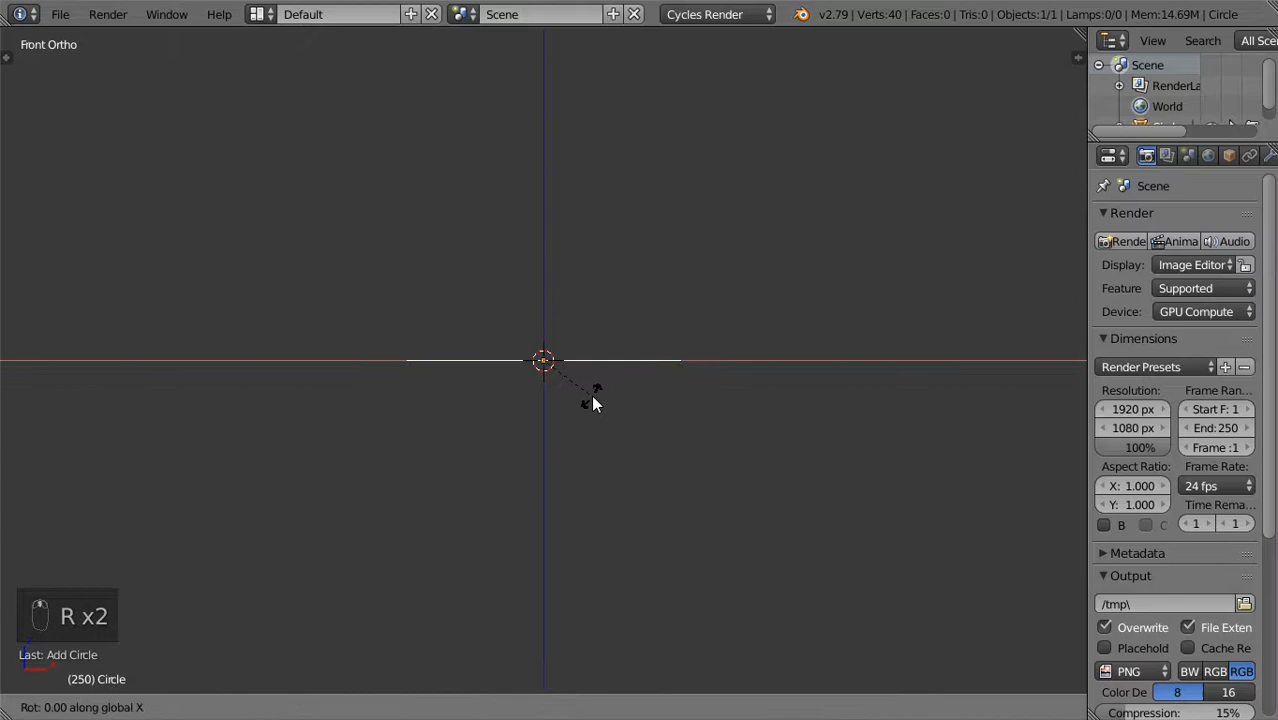 File Render Window Help Default Scene Cycles Render v2.79 | Verts:40 | Faces:0 | Tris:0 | Objects:1/1 | Lamps:0/0 | Mem:14.69M | Circle
Front Ortho
View Search All Sce
Scene
RenderLa
World
Scene
Render
Rende Anima Audio
Display: Image Editor
Feature Supported
Device: GPU Compute
Dimensions
Render Presets
Resolution: Frame Ran...
1920 px Start F: 1
1080 px End: 250
100% Frame :1
Aspect Ratio: Frame Rate:
X: 1.000 24 fps
Y: 1.000 Time Rema...
B C 1 1
Metadata
Output
/tmp\
Overwrite File Exten
Placehold Cache Re
PNG BW RGB RGB
Color De 8 16
Compression: 15%
R x2
Last: Add Circle
(250) Circle
Rot: 0.00 along global X